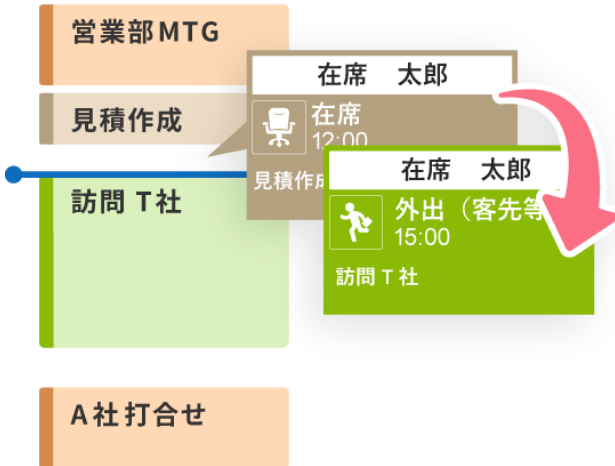 営業部MTG
見積作成
訪問 T社
A社打合せ
在席 太郎
在席
12:00
見積作成
在席 太郎
外出（客先等
15:00
訪問 T 社